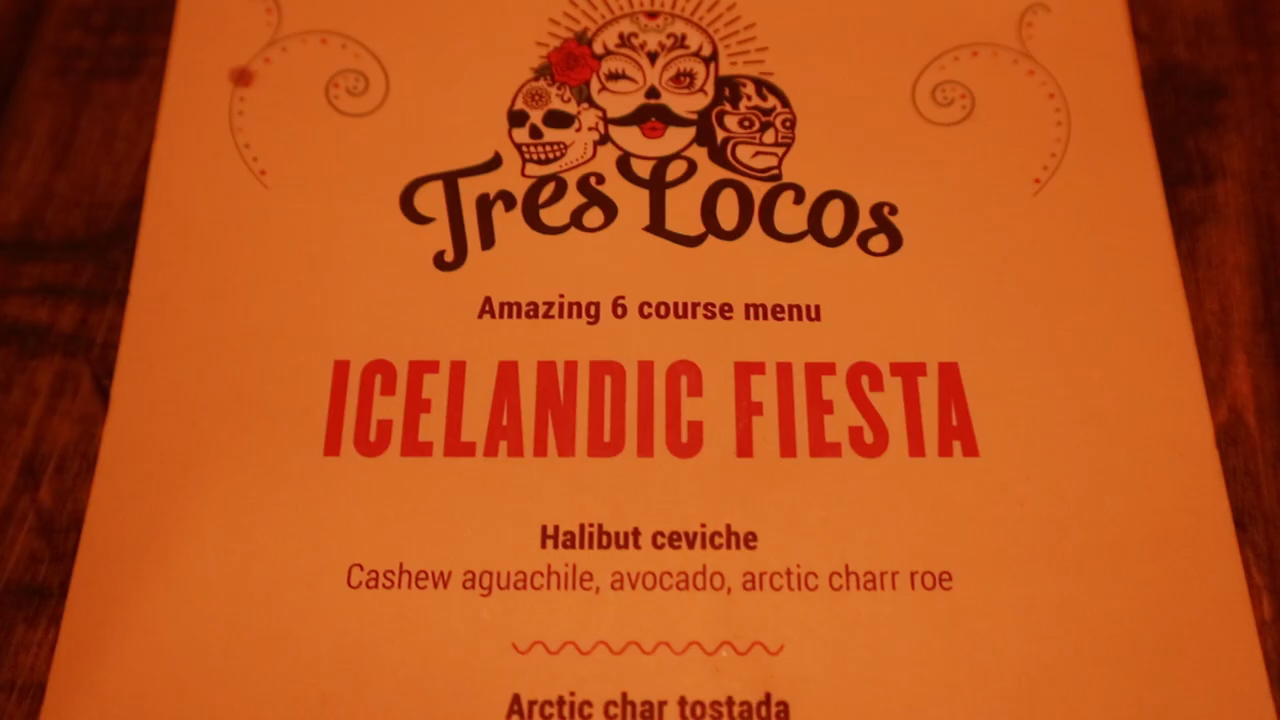 Tres Locos
Amazing 6 course menu
ICELANDIC FIESTA
Halibut ceviche
Cashew aguachile, avocado, arctic charr roe
Arctic char tostada